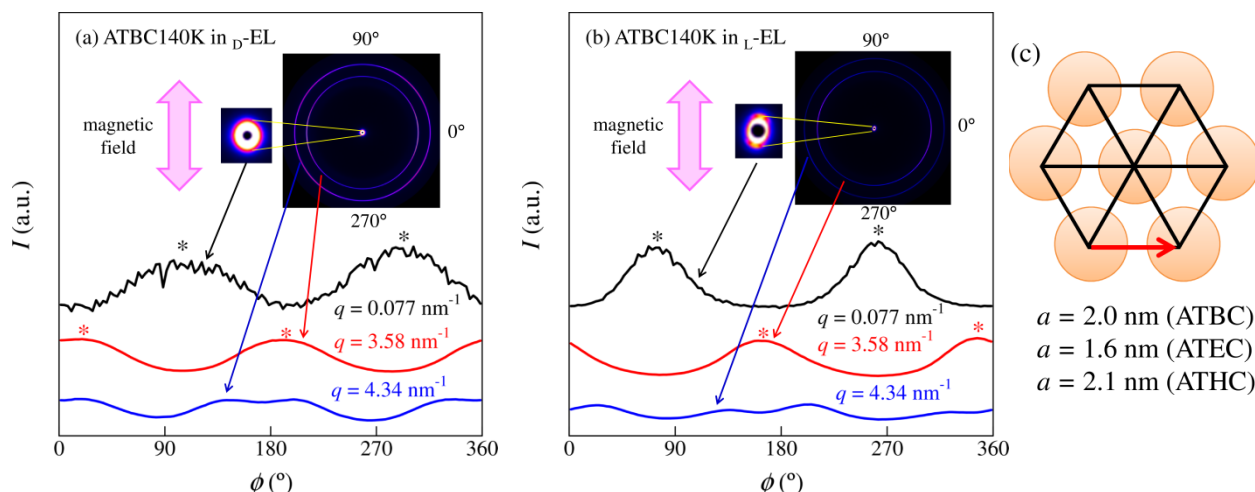 (a) ATBC140K in D-EL
90°
magnetic
field
0°
270°
I (a.u.)
*
*
q = 0.077 nm-1
*
*
q = 3.58 nm-1
q = 4.34 nm-1
0
90
180
270
360
ϕ (º)
(b) ATBC140K in L-EL
90°
magnetic
field
0°
270°
I (a.u.)
*
*
q = 0.077 nm-1
*
*
q = 3.58 nm-1
q = 4.34 nm-1
0
90
180
270
360
ϕ (º)
(c)
a = 2.0 nm (ATBC)
a = 1.6 nm (ATEC)
a = 2.1 nm (ATHC)